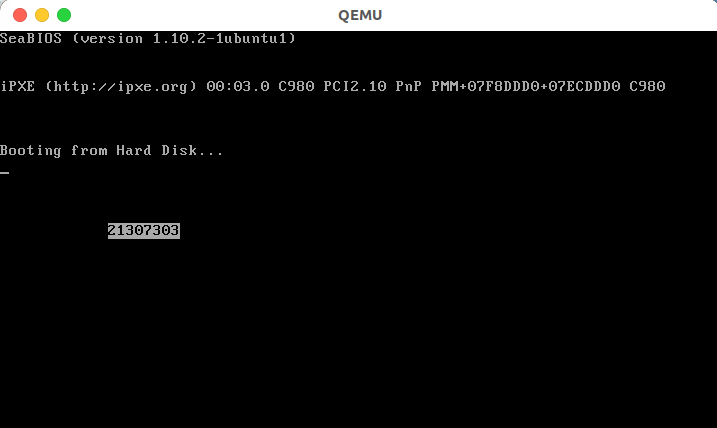 QEMU
SeaBIOS (version 1.10.2-1ubuntu1)
iPXE (http://ipxe.org) 00:03.0 C980 PCI2.10 PnP PMM+07F8DDD0+07ECDDD0 C980
Booting from Hard Disk...
21307303